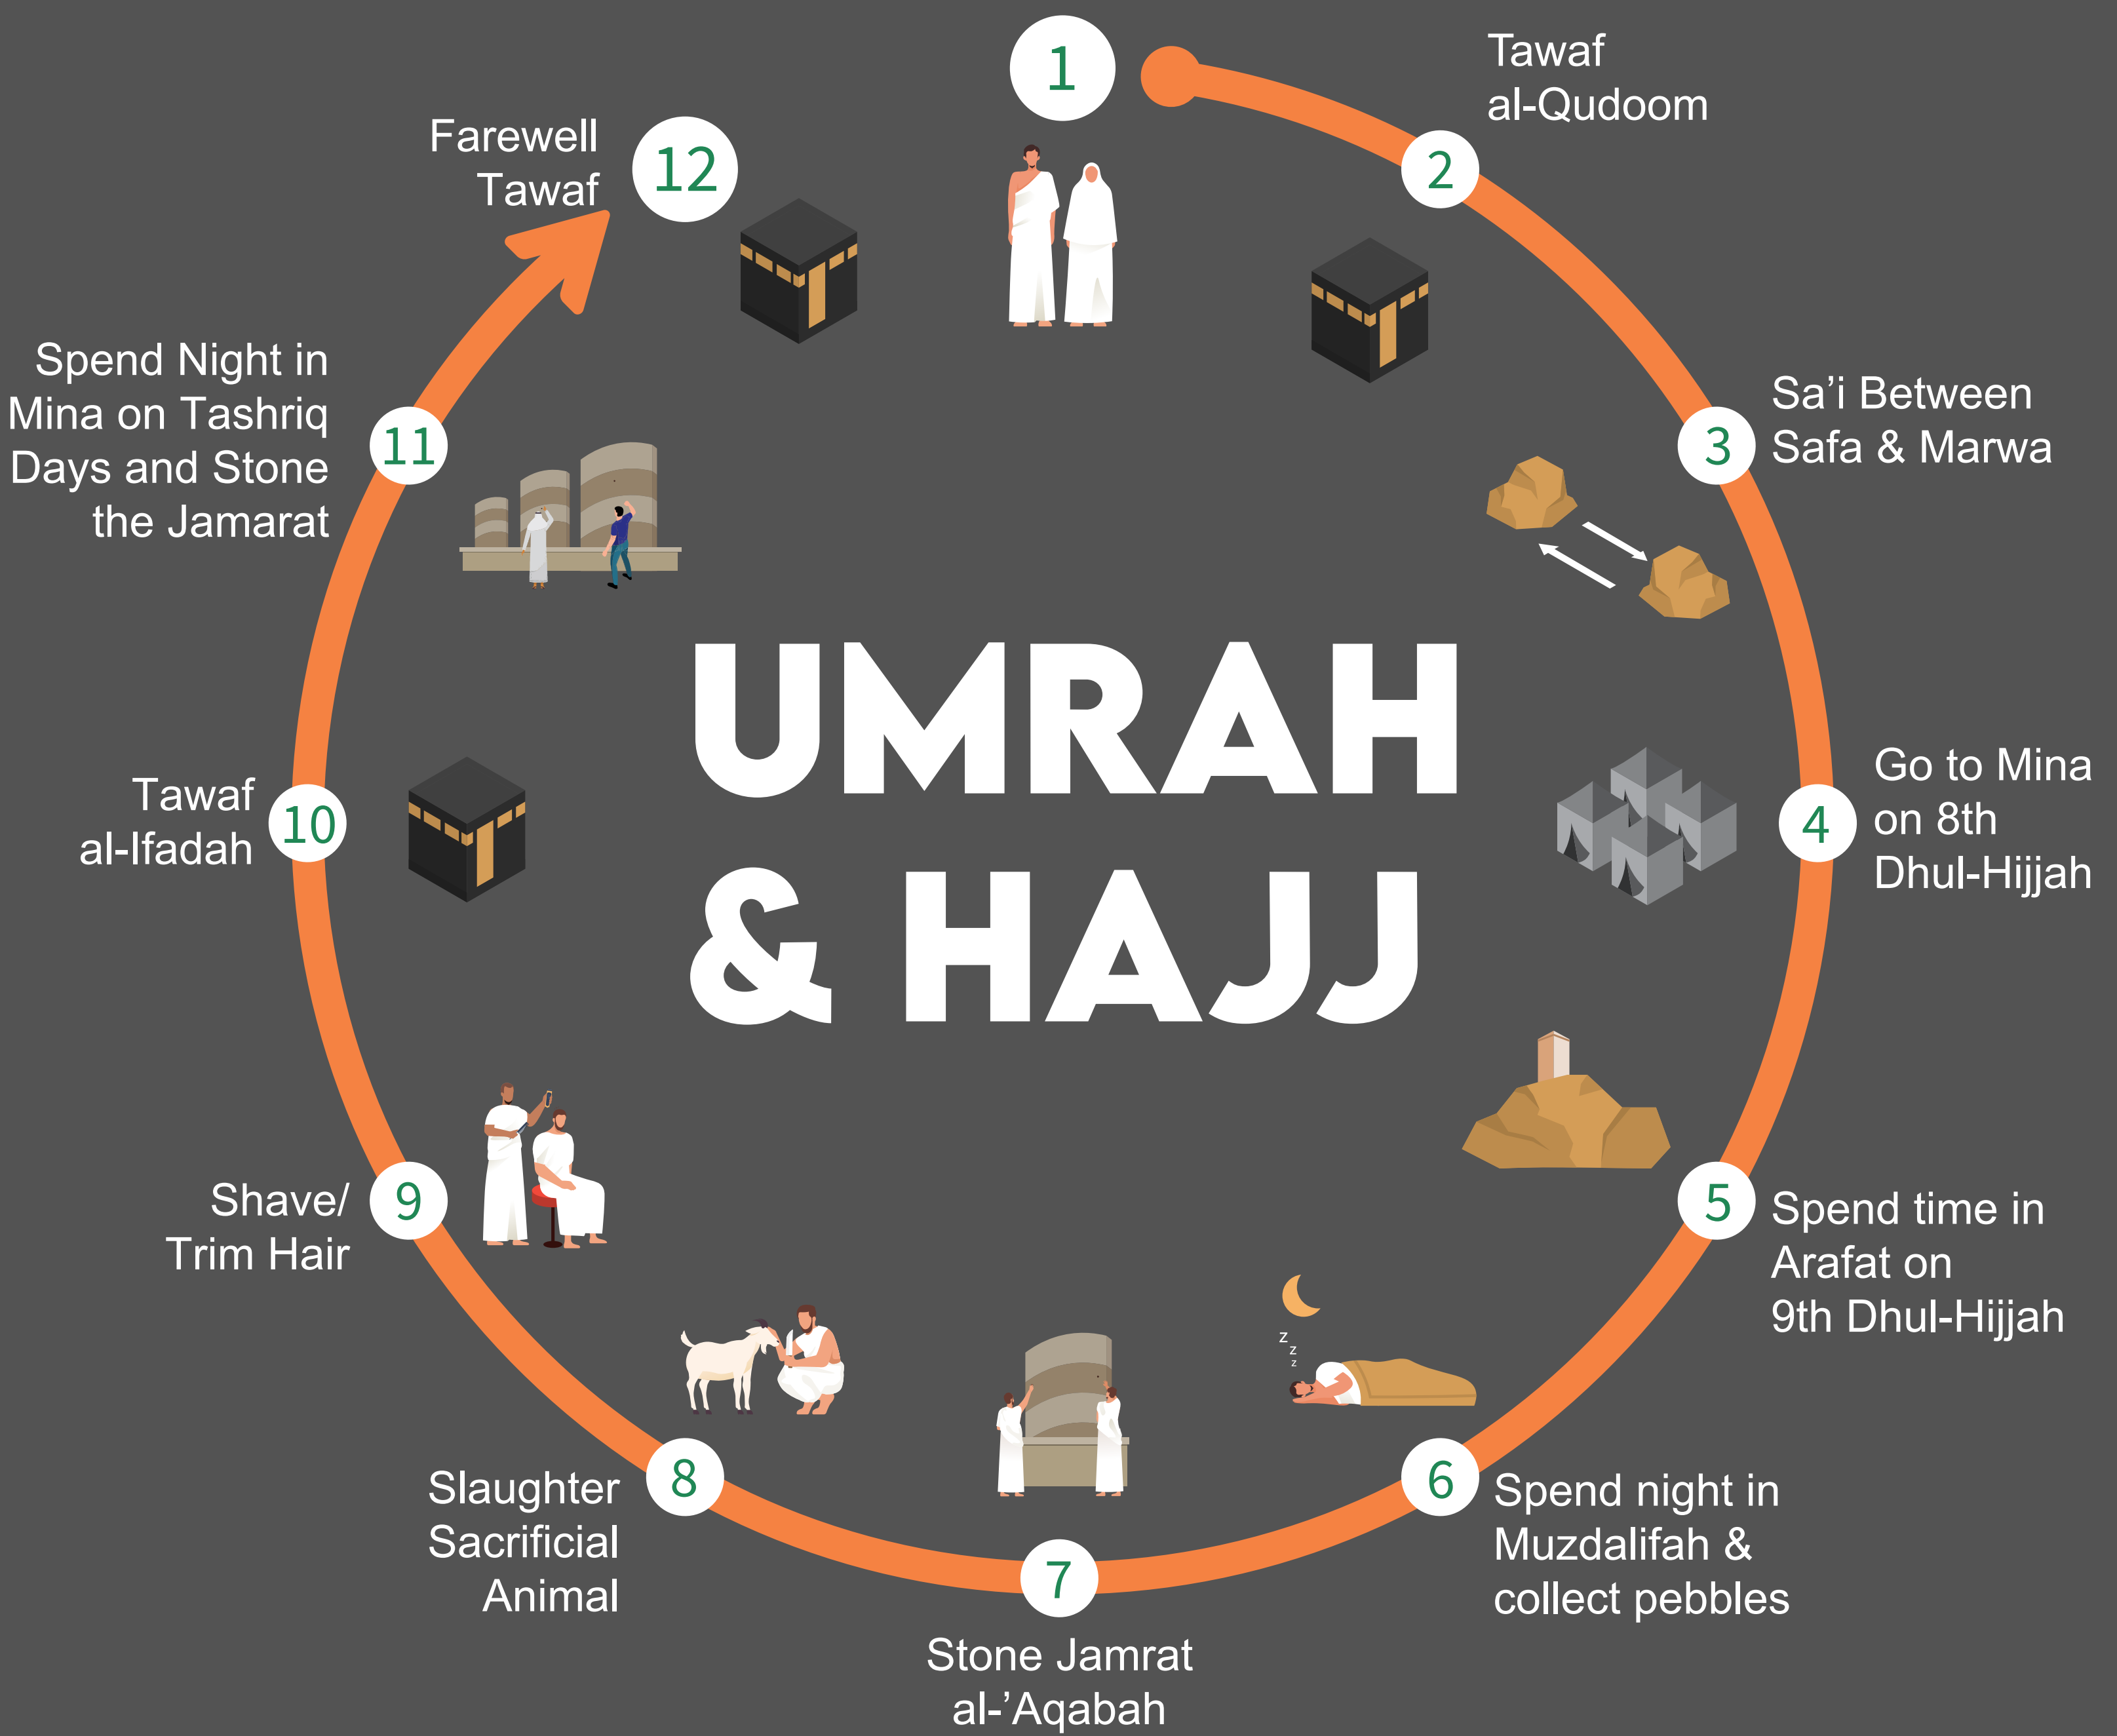 1
2
Tawaf
al-Qudoom
3
Sa’i Between
Safa & Marwa
4
Go to Mina
on 8th
Dhul-Hijjah
5
Spend time in
Arafat on
9th Dhul-Hijjah
6
Spend night in
Muzdalifah &
collect pebbles
z
z
z
7
Stone Jamrat
al-’Aqabah
8
Slaughter
Sacrificial
Animal
9
Shave/
Trim Hair
10
Tawaf
al-Ifadah
11
Spend Night in
Mina on Tashriq
Days and Stone
the Jamarat
12
Farewell
Tawaf
UMRAH
& HAJJ